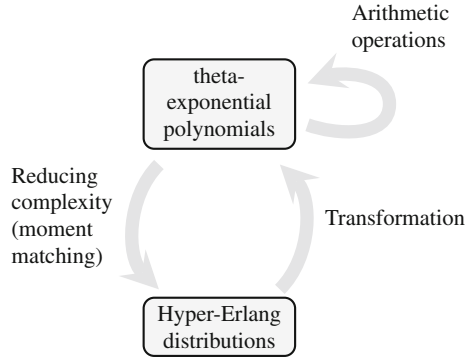 Arithmetic
operations
theta-
exponential
polynomials
Reducing
complexity
(moment
matching)
Transformation
Hyper-Erlang
distributions